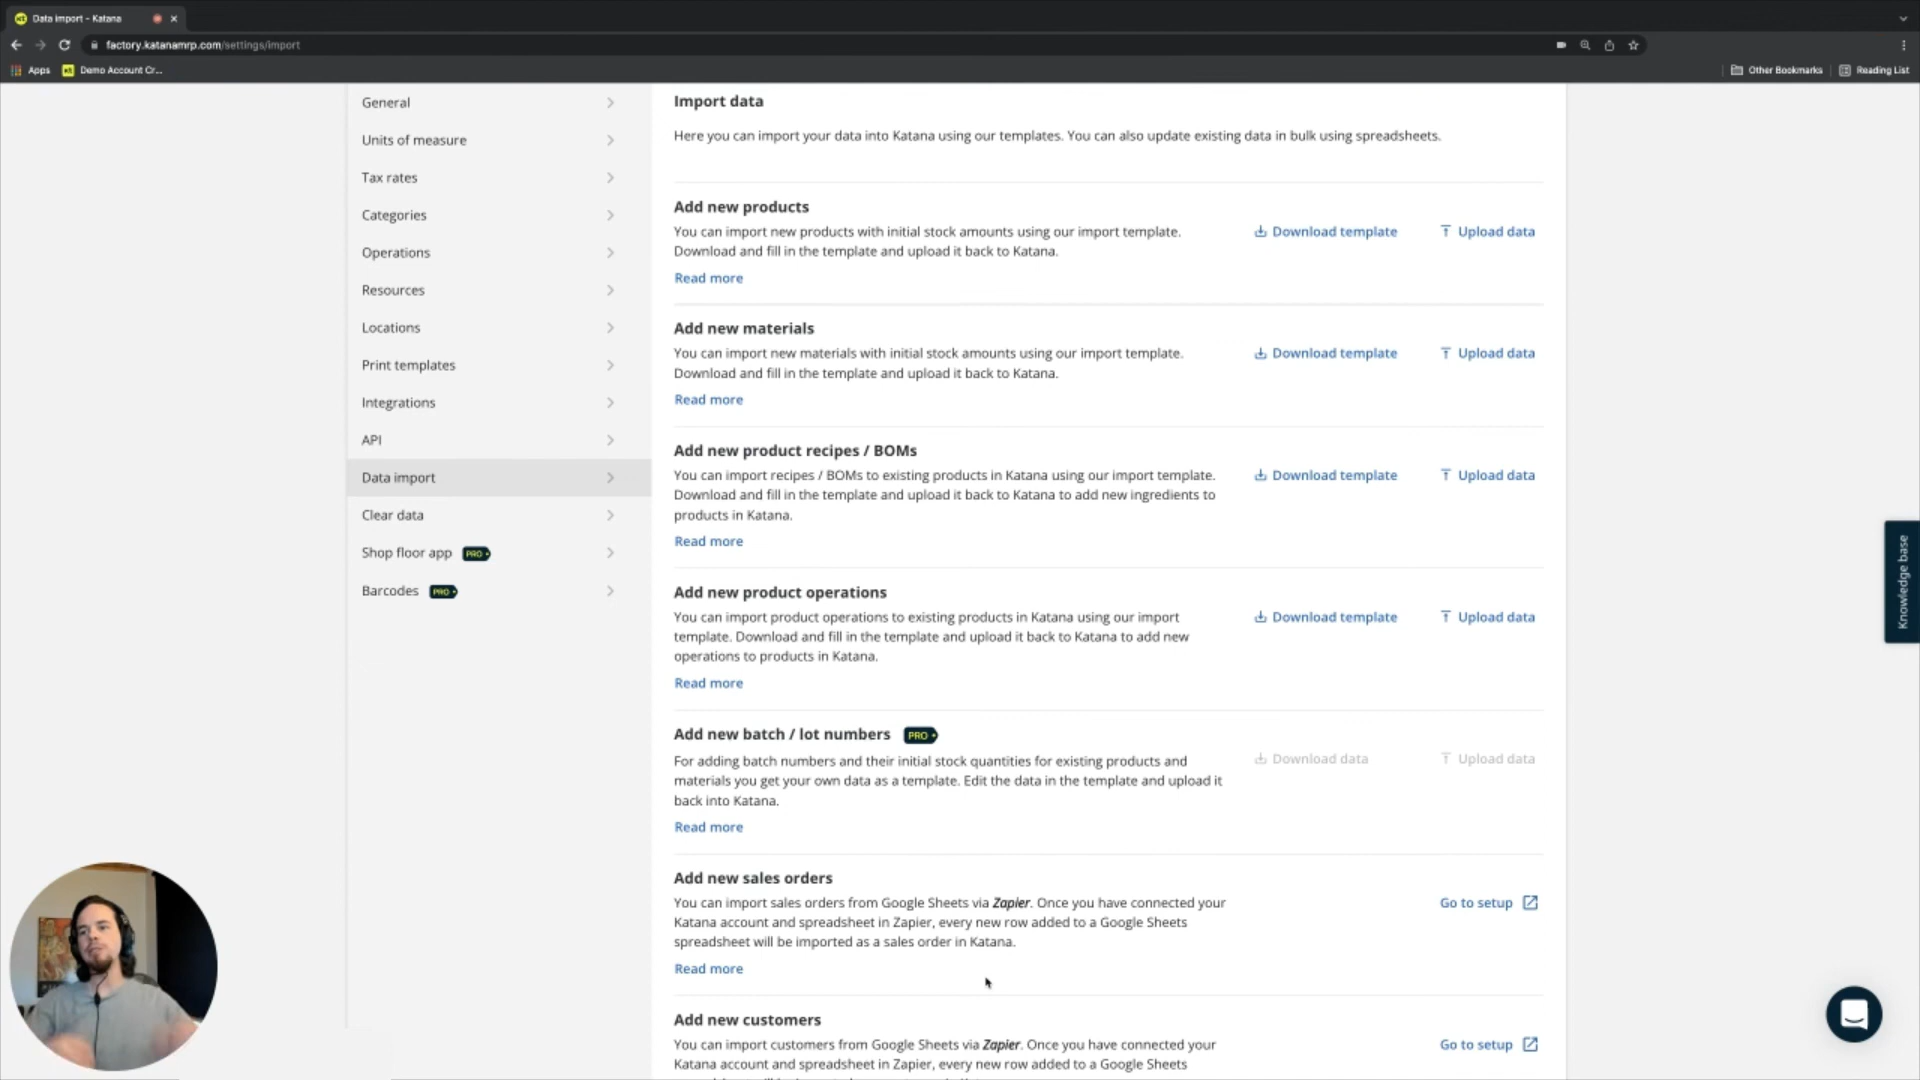 Data import – Katana
factory.katanamrp.com/settings/import
Apps
Demo Account Cr...
Other Bookmarks
Reading List
General
Units of measure
Tax rates
Categories
Operations
Resources
Locations
Print templates
Integrations
API
Data import
Clear data
Shop floor app PRO
Barcodes PRO
Import data
Here you can import your data into Katana using our templates. You can also update existing data in bulk using spreadsheets.
Add new products
You can import new products with initial stock amounts using our import template.
Download and fill in the template and upload it back to Katana.
Read more
Download template
Upload data
Add new materials
You can import new materials with initial stock amounts using our import template.
Download and fill in the template and upload it back to Katana.
Read more
Download template
Upload data
Add new product recipes / BOMs
You can import recipes / BOMs to existing products in Katana using our import template.
Download and fill in the template and upload it back to Katana to add new ingredients to
products in Katana.
Read more
Download template
Upload data
Add new product operations
You can import product operations to existing products in Katana using our import
template. Download and fill in the template and upload it back to Katana to add new
operations to products in Katana.
Read more
Download template
Upload data
Add new batch / lot numbers PRO
For adding batch numbers and their initial stock quantities for existing products and
materials you get your own data as a template. Edit the data in the template and upload it
back into Katana.
Read more
Download data
Upload data
Add new sales orders
You can import sales orders from Google Sheets via Zapier. Once you have connected your
Katana account and spreadsheet in Zapier, every new row added to a Google Sheets
spreadsheet will be imported as a sales order in Katana.
Read more
Go to setup
Add new customers
You can import customers from Google Sheets via Zapier. Once you have connected your
Katana account and spreadsheet in Zapier, every new row added to a Google Sheets
Go to setup
Knowledge base